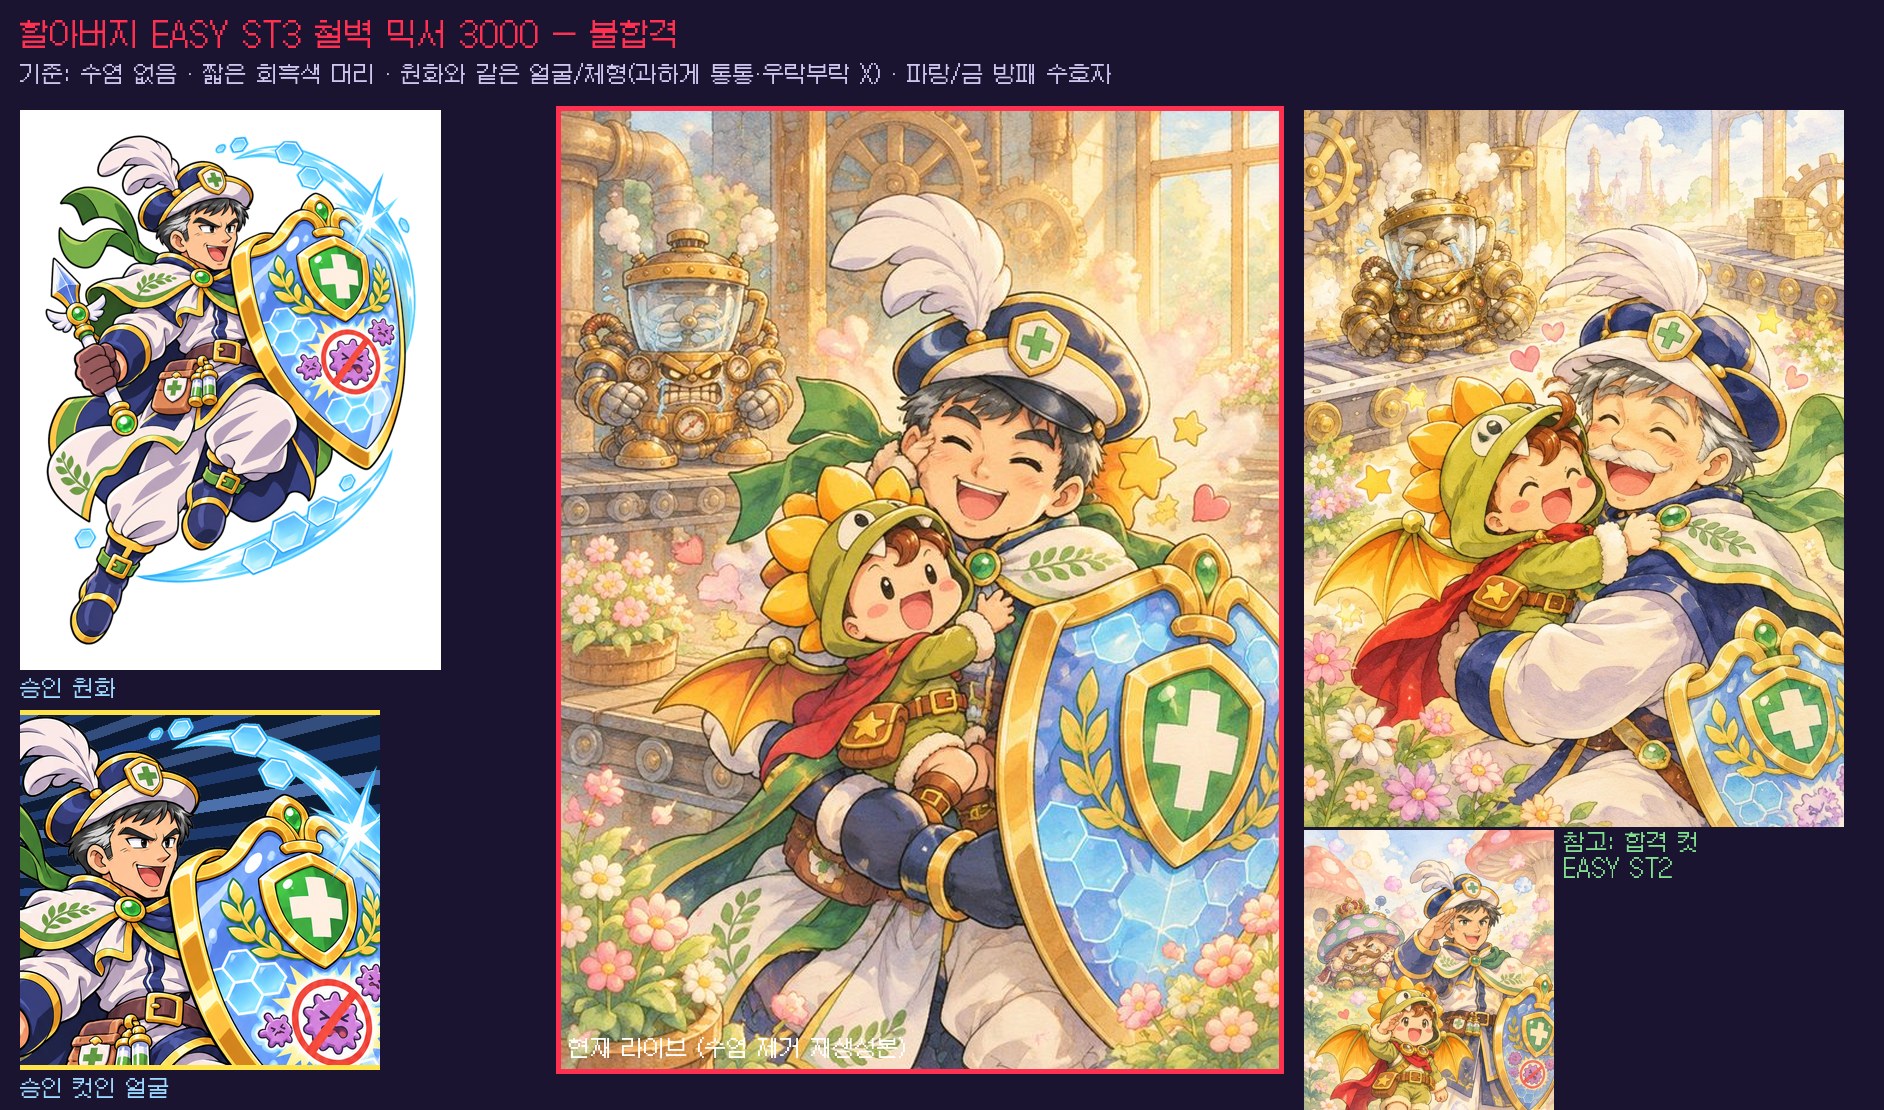 할아버지 EASY ST3 철벽 믹서 3000 — 불합격
기준: 수염 없음 · 짧은 회흑색 머리 · 원화와 같은 얼굴/체형(과하게 통통·우락부락 X) · 파랑/금 방패 수호자
승인 원화
승인 컷인 얼굴
현재 라이브 (수염 제거 재생성본)
참고: 합격 컷
EASY ST2